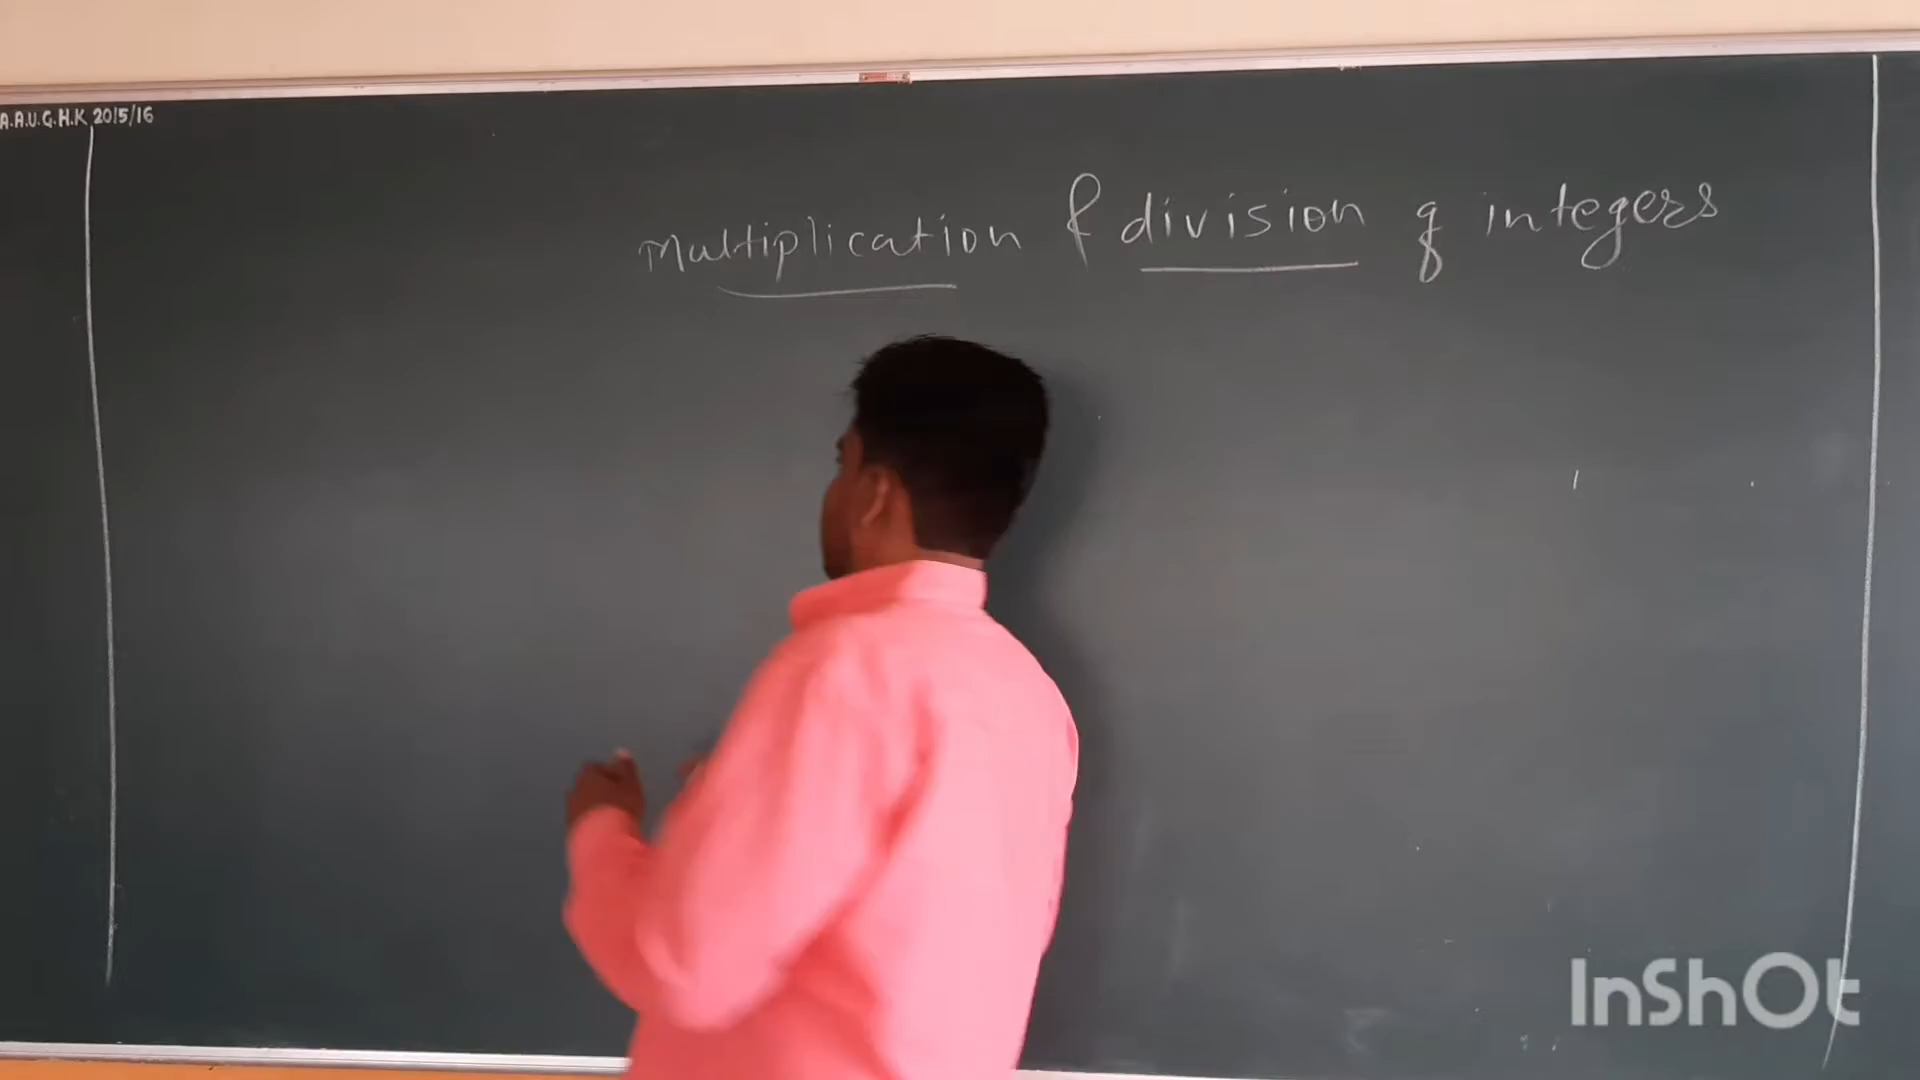 A.A.U.G.H.K 2015/16
Multiplication & division of integers
InShOt